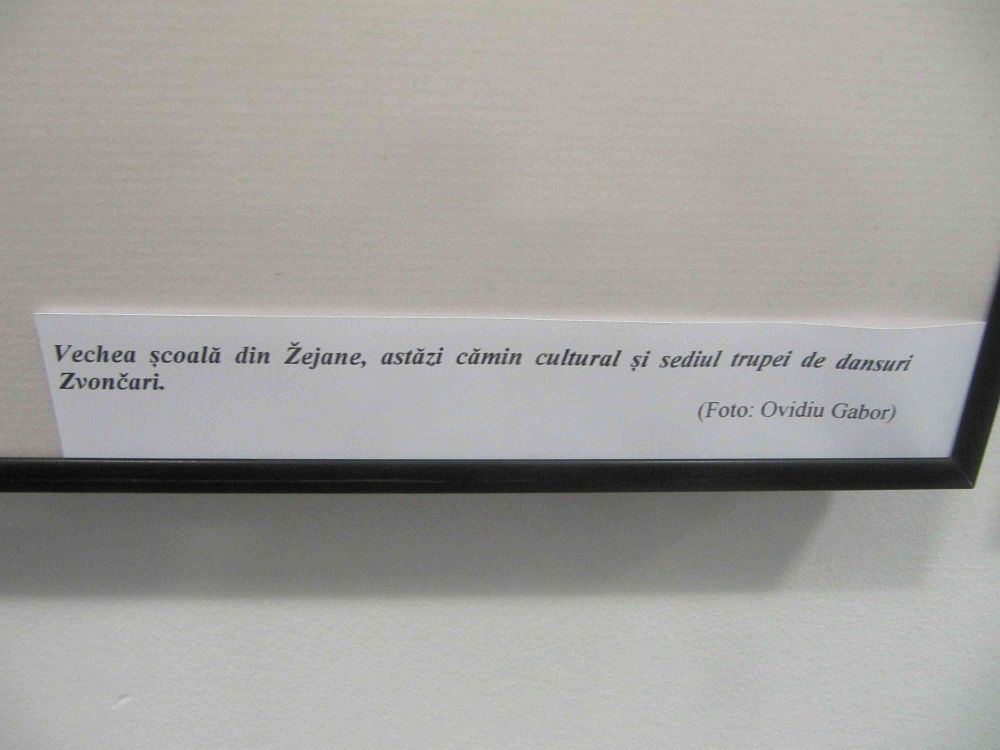 Vechea școală din Žejane, astăzi cămin cultural și sediul trupei de dansuri
Zvončari.
(Foto: Ovidiu Gabor)